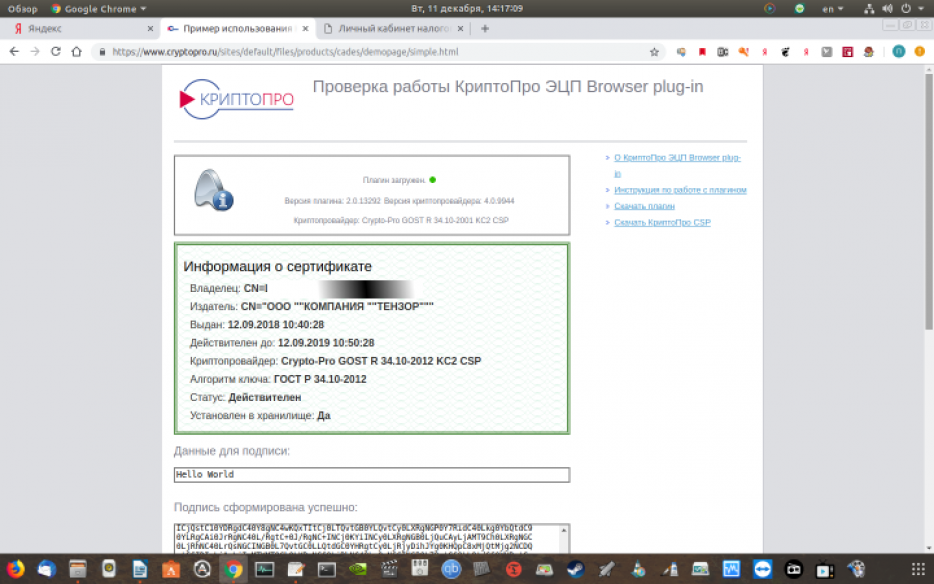 Обзор Google Chrome Вт, 11 декабря, 14:17:09 en
Яндекс Пример использования Личный кабинет налого
https://www.cryptopro.ru/sites/default/files/products/cades/demopage/simple.html
КРИПТОПРО
Проверка работы КриптоПро ЭЦП Browser plug-in
Плагин загружен.
Версия плагина: 2.0.13292 Версия криптопровайдера: 4.0.9944
Криптопровайдер: Crypto-Pro GOST R 34.10-2001 KC2 CSP
О КриптоПро ЭЦП Browser plug-
in
Инструкция по работе с плагином
Скачать плагин
Скачать КриптоПро CSP
Информация о сертификате
Владелец: CN=I
Издатель: CN="ООО ""КОМПАНИЯ ""ТЕНЗОР"""
Выдан: 12.09.2018 10:40:28
Действителен до: 12.09.2019 10:50:28
Криптопровайдер: Crypto-Pro GOST R 34.10-2012 KC2 CSP
Алгоритм ключа: ГОСТ Р 34.10-2012
Статус: Действителен
Установлен в хранилище: Да
Данные для подписи:
Hello World
Подпись сформирована успешно: